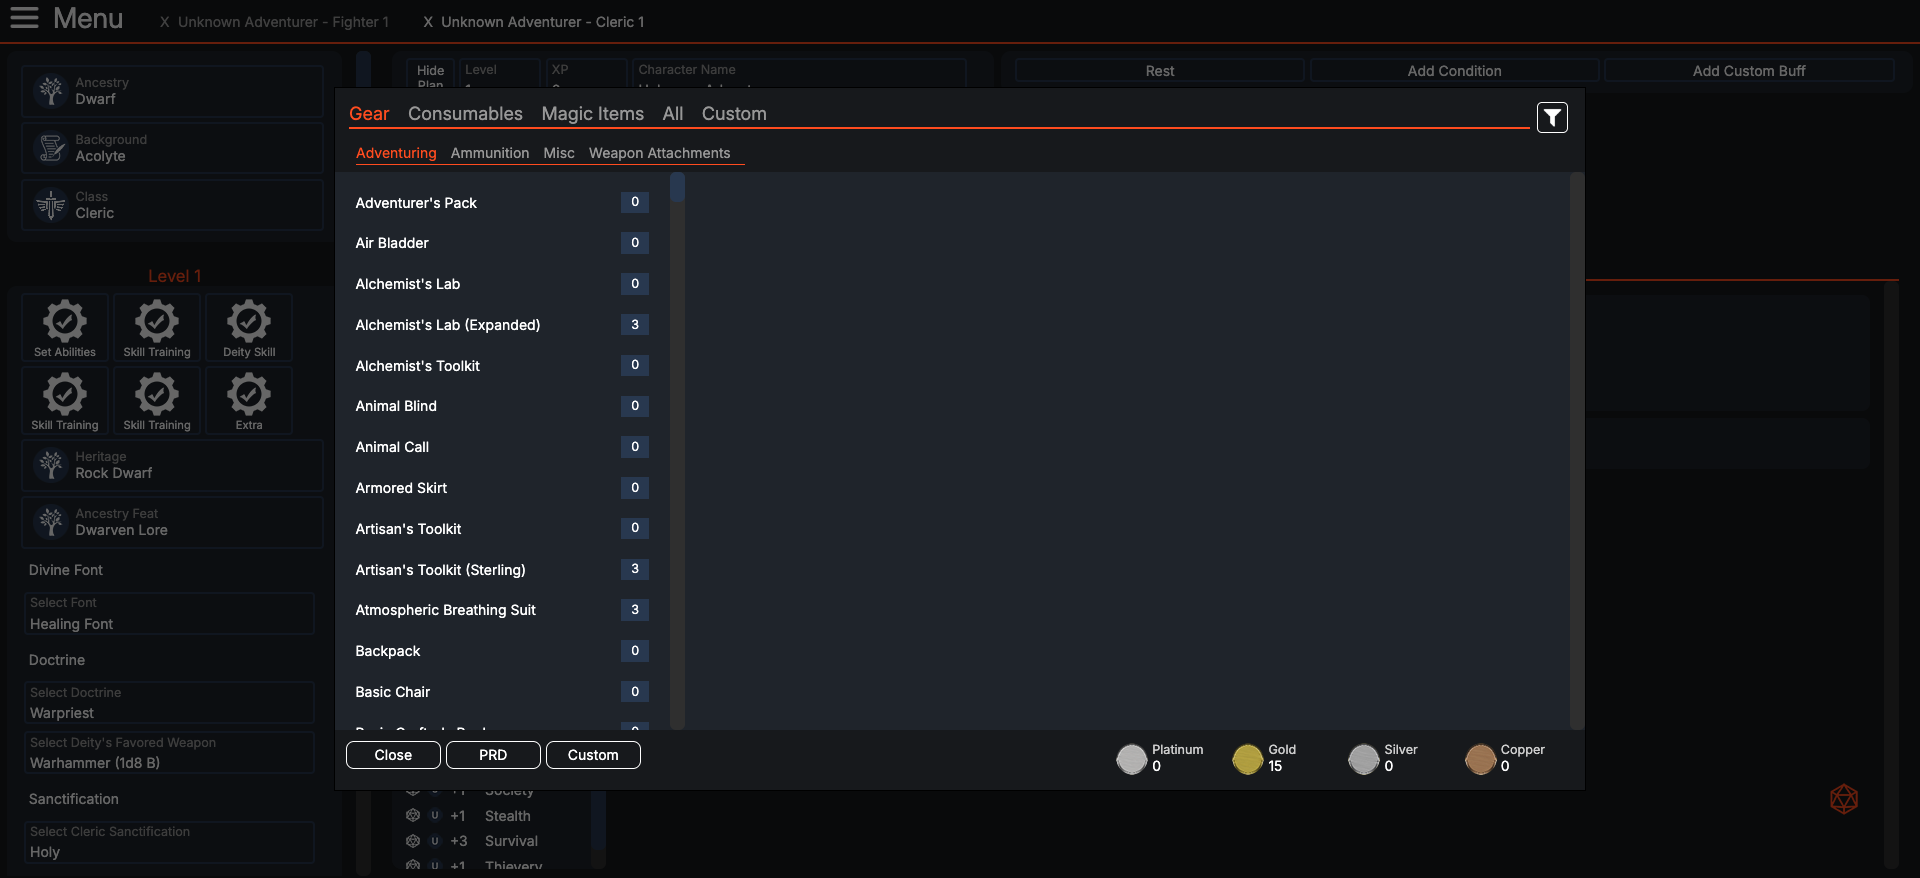 Menu
X Unknown Adventurer - Fighter 1
X Unknown Adventurer - Cleric 1
Ancestry
Dwarf
Background
Acolyte
Class
Cleric
Level 1
Set Abilities
Skill Training
Deity Skill
Skill Training
Skill Training
Extra
Heritage
Rock Dwarf
Ancestry Feat
Dwarven Lore
Divine Font
Select Font
Healing Font
Doctrine
Select Doctrine
Warpriest
Select Deity's Favored Weapon
Warhammer (1d8 B)
Sanctification
Select Cleric Sanctification
Holy
Hide
Plan
Level
XP
Character Name
Rest
Add Condition
Add Custom Buff
Gear Consumables Magic Items All Custom
Adventuring Ammunition Misc Weapon Attachments
Adventurer's Pack 0
Air Bladder 0
Alchemist's Lab 0
Alchemist's Lab (Expanded) 3
Alchemist's Toolkit 0
Animal Blind 0
Animal Call 0
Armored Skirt 0
Artisan's Toolkit 0
Artisan's Toolkit (Sterling) 3
Atmospheric Breathing Suit 3
Backpack 0
Basic Chair 0
Close
PRD
Custom
Platinum
0
Gold
15
Silver
0
Copper
0
U +1 Society
U +1 Stealth
U +3 Survival
U +1 Thievery